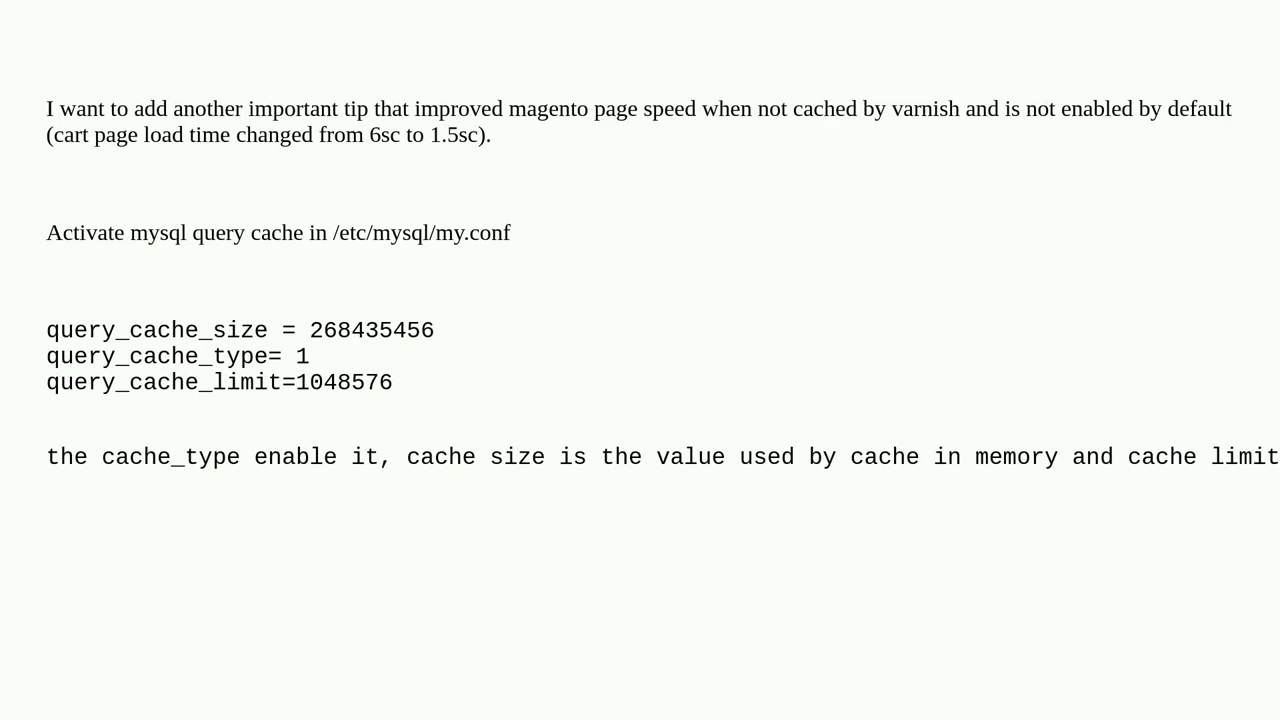 I want to add another important tip that improved magento page speed when not cached by varnish and is not enabled by default
(cart page load time changed from 6sc to 1.5sc).
Activate mysql query cache in /etc/mysql/my.conf
query_cache_size = 268435456
query_cache_type= 1
query_cache_limit=1048576
the cache_type enable it, cache size is the value used by cache in memory and cache limit